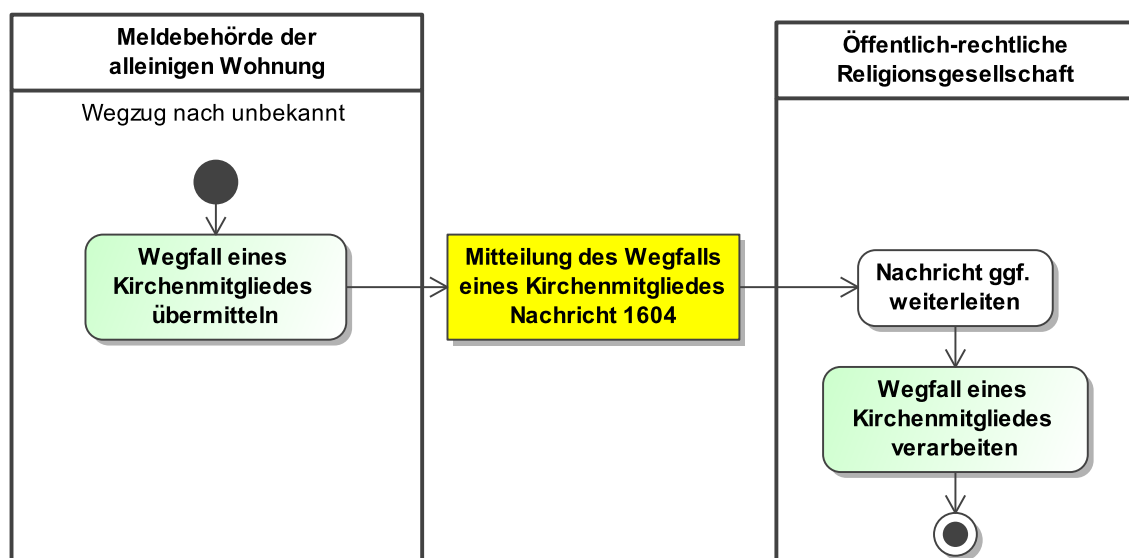 Meldebehörde der
alleinigen Wohnung
Wegzug nach unbekannt
Wegfall eines
Kirchenmitgliedes
übermitteln
Mitteilung des Wegfalls
eines Kirchenmitgliedes
Nachricht 1604
Öffentlich-rechtliche
Religionsgesellschaft
Nachricht ggf.
weiterleiten
Wegfall eines
Kirchenmitgliedes
verarbeiten